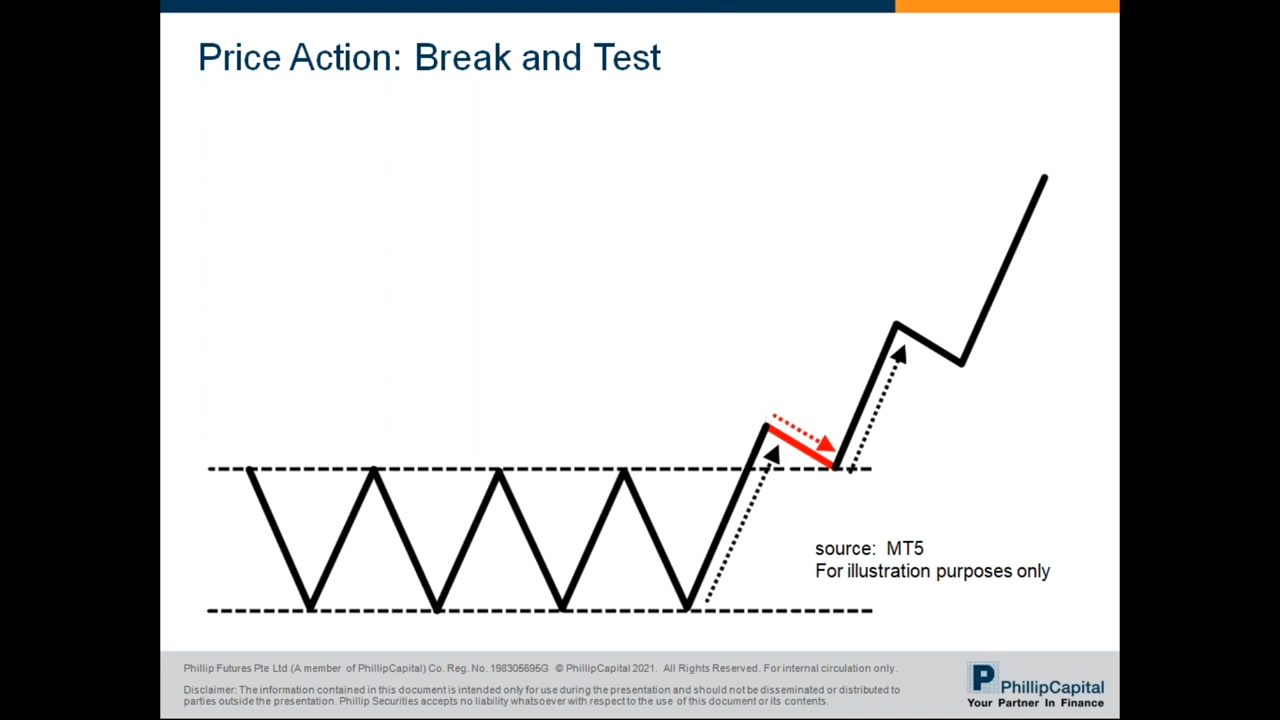 Price Action: Break and Test
source: MT5
For illustration purposes only
Phillip Futures Pte Ltd (A member of PhillipCapital) Co. Reg. No. 198305695G © PhillipCapital 2021. All Rights Reserved. For internal circulation only.
Disclaimer: The information contained in this document is intended only for use during the presentation and should not be disseminated or distributed to
parties outside the presentation. Phillip Securities accepts no liability whatsoever with respect to the use of this document or its contents.
PhillipCapital
Your Partner In Finance